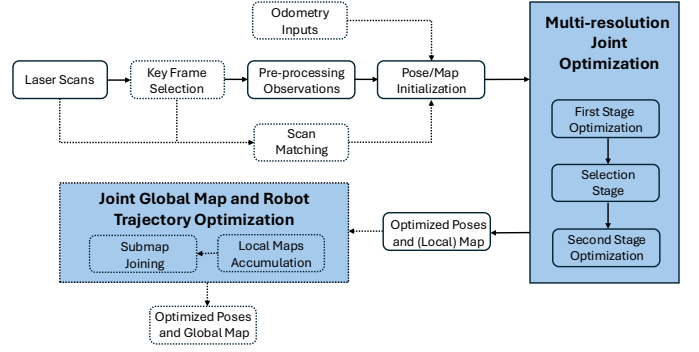 Odometry
Inputs
Multi-resolution
Joint
Optimization
Laser Scans
Key Frame
Selection
Pre-processing
Observations
Pose/Map
Initialization
Scan
Matching
First Stage
Optimization
Selection
Stage
Second Stage
Optimization
Joint Global Map and Robot
Trajectory Optimization
Submap
Joining
Local Maps
Accumulation
Optimized Poses
and (Local) Map
Optimized Poses
and Global Map